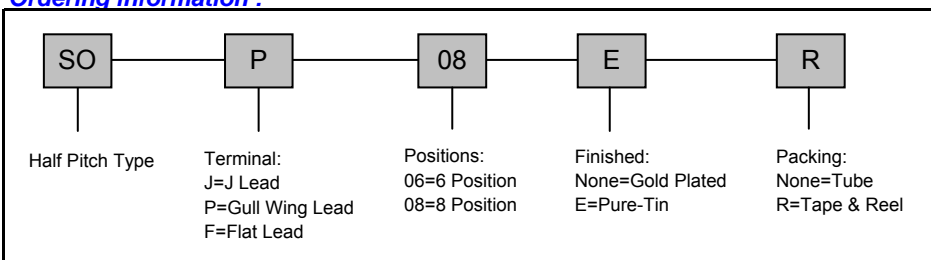 Ordering Information :
SO P 08 E R
Half Pitch Type
Terminal:
J=J Lead
P=Gull Wing Lead
F=Flat Lead
Positions:
06=6 Position
08=8 Position
Finished:
None=Gold Plated
E=Pure-Tin
Packing:
None=Tube
R=Tape & Reel